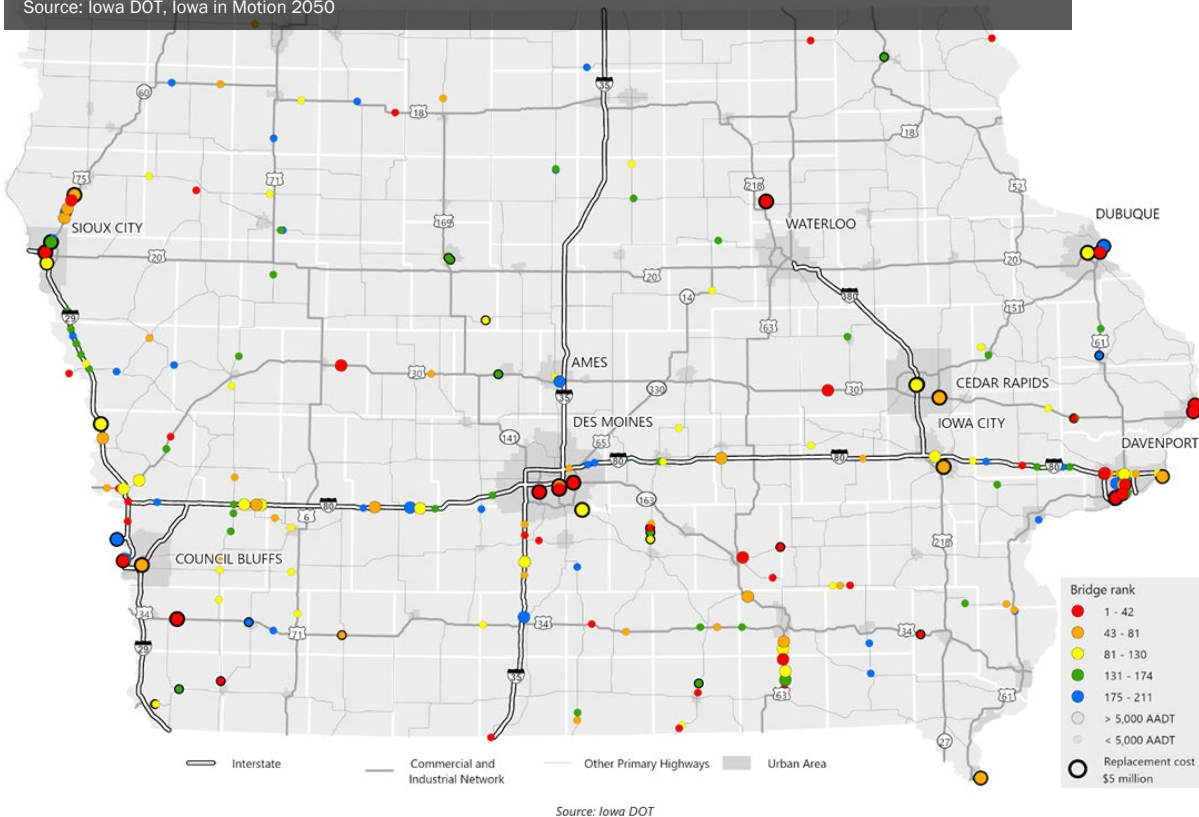 Source: Iowa DOT, Iowa in Motion 2050
35
60
18
18
75
71
218
52
DUBUQUE
SIOUX CITY
169
WATERLOO
20
20
20
14
380
151
29
63
61
AMES
30
330
30
CEDAR RAPIDS
35
DES MOINES
IOWA CITY
141
65
80
80
80
DAVENPORT
163
80
6
218
COUNCIL BLUFFS
34
71
34
34
29
35
63
61
27
Bridge rank
1 - 42
43 - 81
81 - 130
131 - 174
175 - 211
> 5,000 AADT
< 5,000 AADT
Replacement cost
$5 million
Interstate
Commercial and
Industrial Network
Other Primary Highways
Urban Area
Source: Iowa DOT